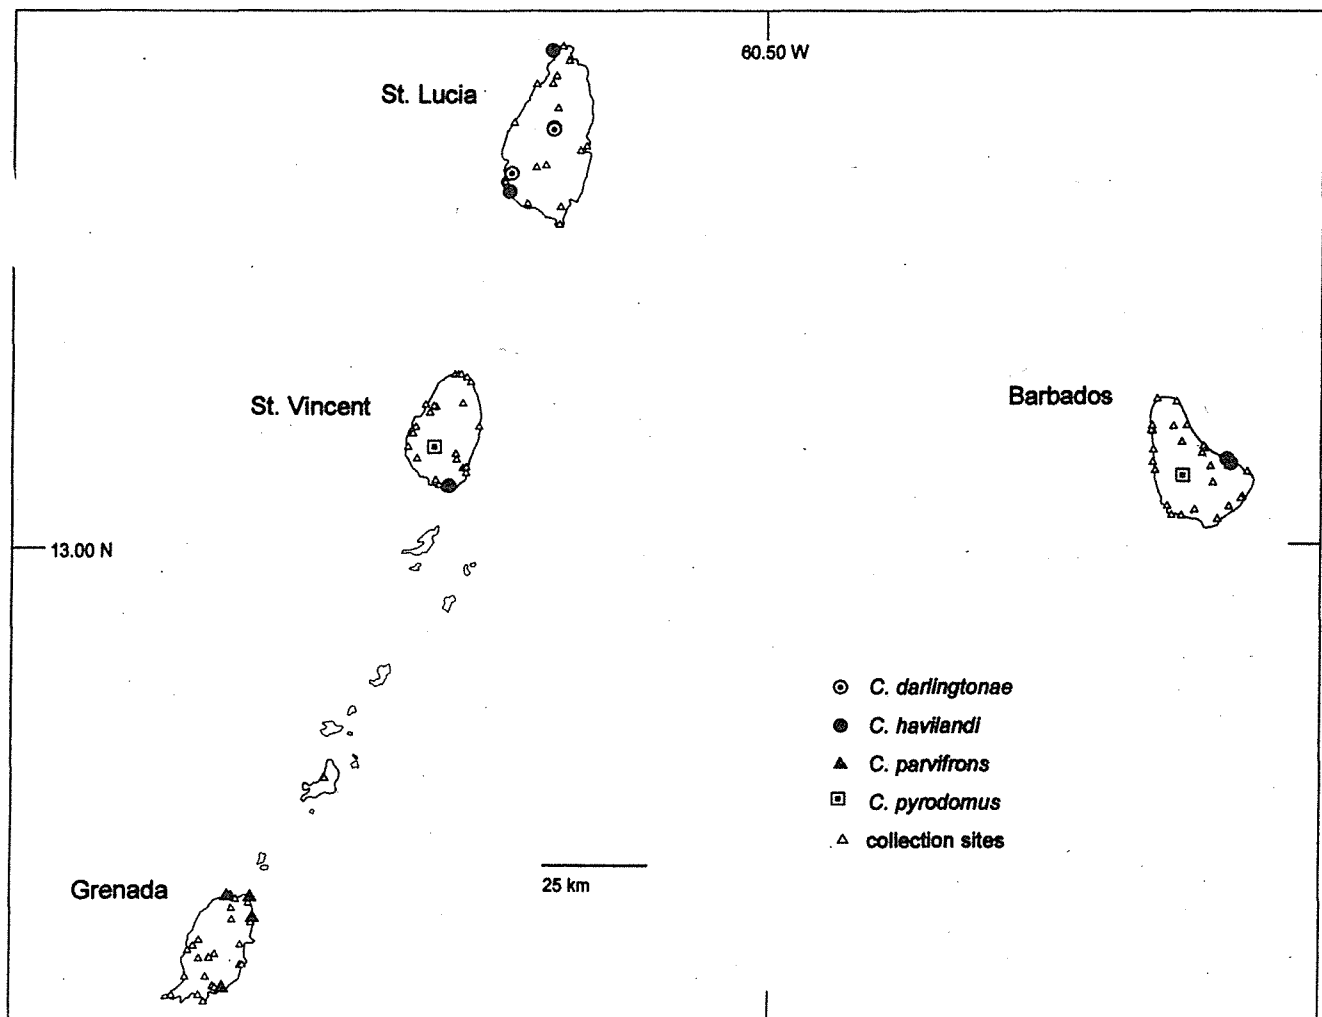 60.50 W
St. Lucia
St. Vincent
Barbados
13.00 N
C. darlingtonae
C. havilandi
C. parvifrons
C. pyrodomus
collection sites
25 km
Grenada